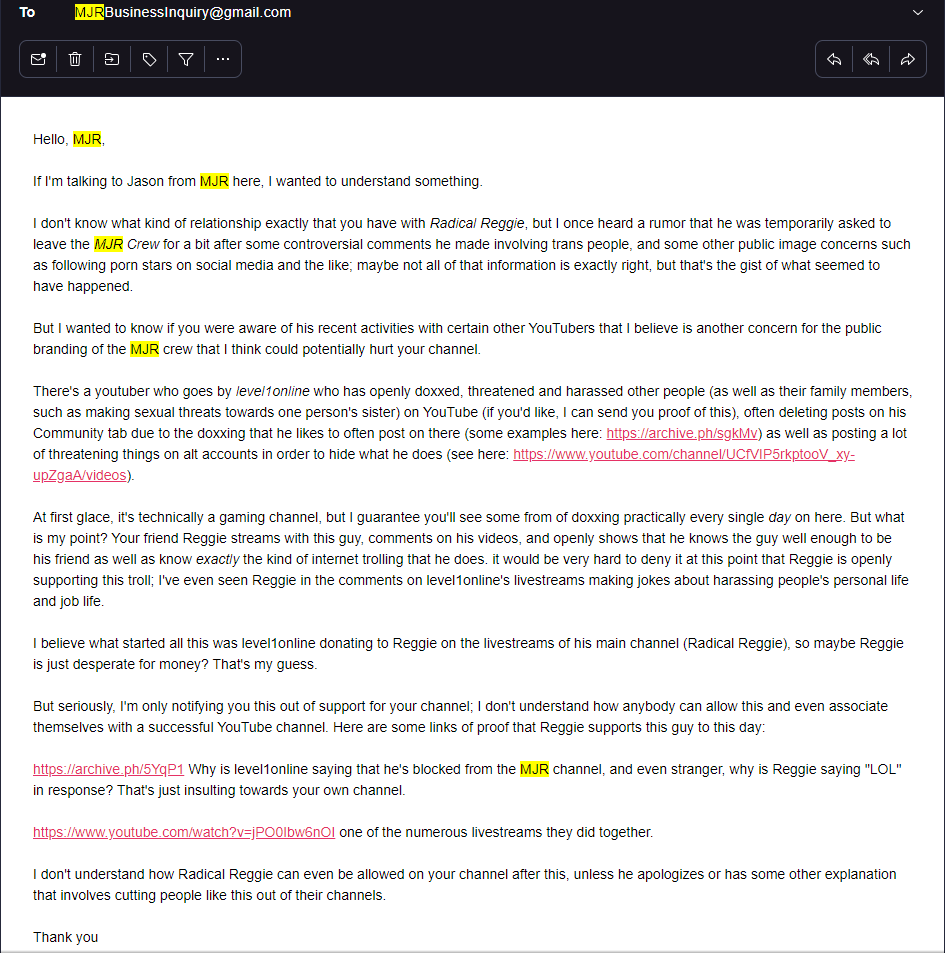 To MJRBusinessInquiry@gmail.com
Hello, MJR,
If I'm talking to Jason from MJR here, I wanted to understand something.
I don't know what kind of relationship exactly that you have with Radical Reggie, but I once heard a rumor that he was temporarily asked to
leave the MJR Crew for a bit after some controversial comments he made involving trans people, and some other public image concerns such
as following porn stars on social media and the like; maybe not all of that information is exactly right, but that's the gist of what seemed to
have happened.
But I wanted to know if you were aware of his recent activities with certain other YouTubers that I believe is another concern for the public
branding of the MJR crew that I think could potentially hurt your channel.
There's a youtuber who goes by level1online who has openly doxxed, threatened and harassed other people (as well as their family members,
such as making sexual threats towards one person's sister) on YouTube (if you'd like, I can send you proof of this), often deleting posts on his
Community tab due to the doxxing that he likes to often post on there (some examples here: https://archive.ph/sgkMv) as well as posting a lot
of threatening things on alt accounts in order to hide what he does (see here: https://www.youtube.com/channel/UCfVIP5rkptooV_xy-
upZgaA/videos).
At first glace, it's technically a gaming channel, but I guarantee you'll see some from of doxxing practically every single day on here. But what
is my point? Your friend Reggie streams with this guy, comments on his videos, and openly shows that he knows the guy well enough to be
his friend as well as know exactly the kind of internet trolling that he does. it would be very hard to deny it at this point that Reggie is openly
supporting this troll; I've even seen Reggie in the comments on level1online's livestreams making jokes about harassing people's personal life
and job life.
I believe what started all this was level1online donating to Reggie on the livestreams of his main channel (Radical Reggie), so maybe Reggie
is just desperate for money? That's my guess.
But seriously, I'm only notifying you this out of support for your channel; I don't understand how anybody can allow this and even associate
themselves with a successful YouTube channel. Here are some links of proof that Reggie supports this guy to this day:
https://archive.ph/5YqP1 Why is level1online saying that he's blocked from the MJR channel, and even stranger, why is Reggie saying "LOL"
in response? That's just insulting towards your own channel.
https://www.youtube.com/watch?v=jPO0Ibw6nOI one of the numerous livestreams they did together.
I don't understand how Radical Reggie can even be allowed on your channel after this, unless he apologizes or has some other explanation
that involves cutting people like this out of their channels.
Thank you